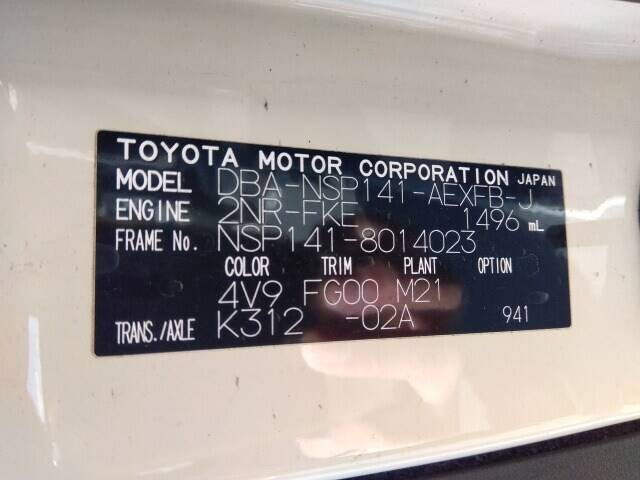 TOYOTA MOTOR CORPORATION JAPAN
MODEL DBA-NSP141-AEXFB-J
ENGINE 2NR-FKE 1496 mL
FRAME No. NSP141-8014023
COLOR TRIM PLANT OPTION
4V9 FG00 M21
TRANS./AXLE K312 -02A 941